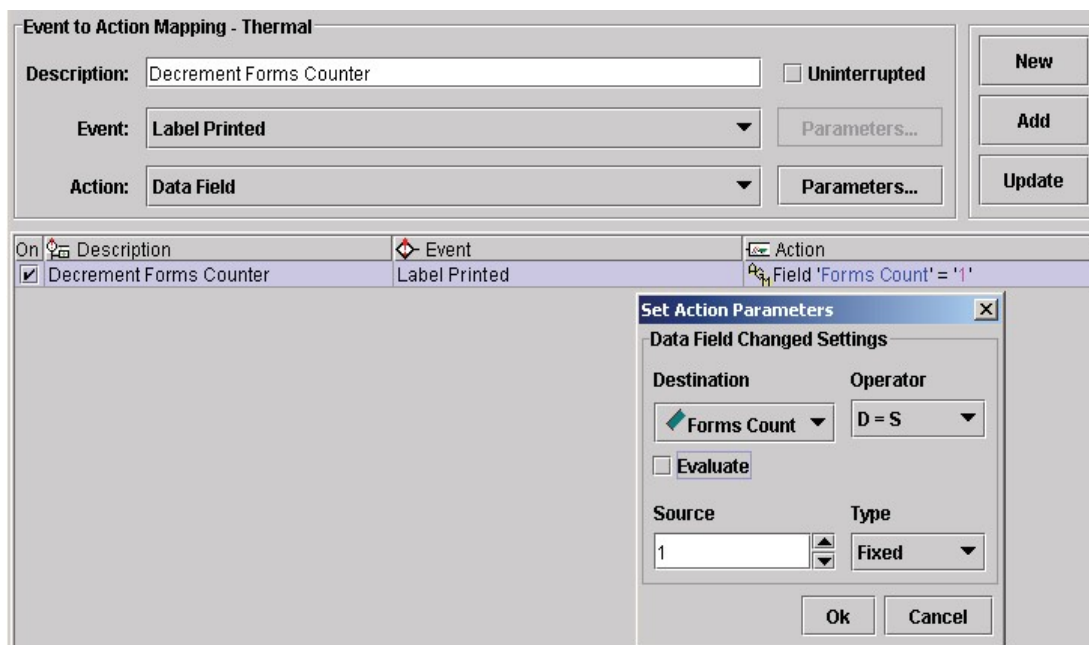 Event to Action Mapping - Thermal
Description: Decrement Forms Counter Uninterrupted
Event: Label Printed Parameters...
Action: Data Field Parameters...
New
Add
Update
On Description Event Action
Decrement Forms Counter Label Printed Field 'Forms Count' = '1'
Set Action Parameters
Data Field Changed Settings
Destination Operator
Forms Count D = S
Evaluate
Source Type
1 Fixed
Ok Cancel